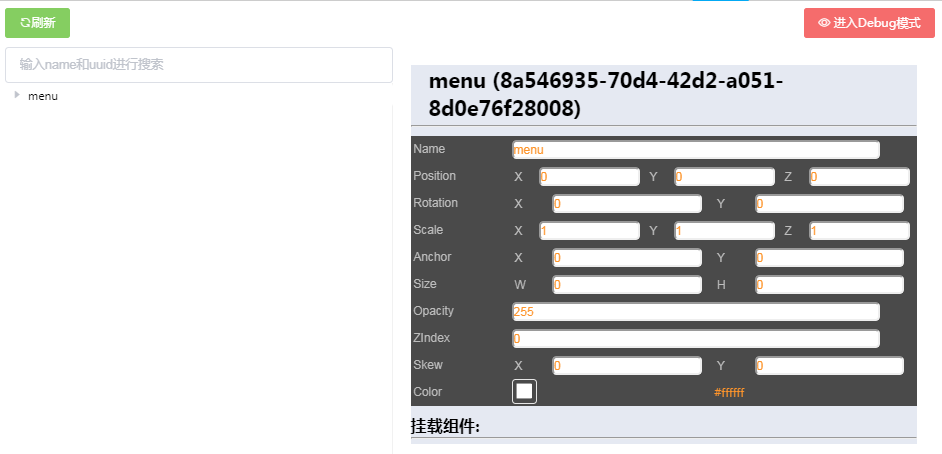 刷新
进入Debug模式
输入name和uuid进行搜索
menu
menu (8a546935-70d4-42d2-a051-
8d0e76f28008)
Name menu
Position X 0 Y 0 Z 0
Rotation X 0 Y 0
Scale X 1 Y 1 Z 1
Anchor X 0 Y 0
Size W 0 H 0
Opacity 255
ZIndex 0
Skew X 0 Y 0
Color #ffffff
挂载组件: